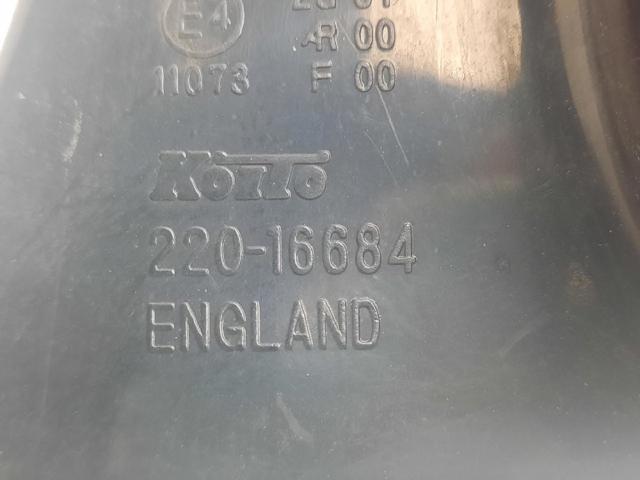 E4
AR 00
11073 F 00
KoiTo
220-16684
ENGLAND